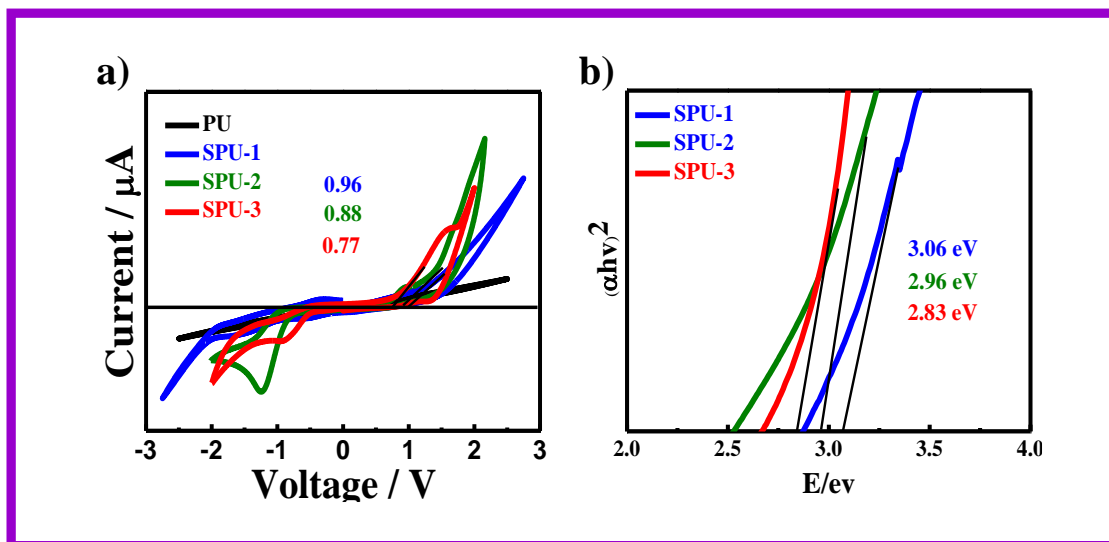 a)
PU
SPU-1
SPU-2
SPU-3
0.96
0.88
0.77
Current / µA
-3 -2 -1 0 1 2 3
Voltage / V
b)
SPU-1
SPU-2
SPU-3
3.06 eV
2.96 eV
2.83 eV
(αhν)2
2.0 2.5 3.0 3.5 4.0
E/ev